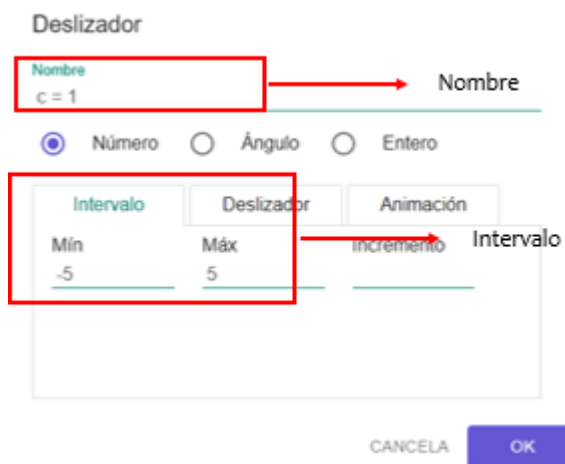 Deslizador
Nombre
c = 1
Nombre
Número Ángulo Entero
Intervalo Deslizador Animación
Mín Máx Incremento Intervalo
-5 5
CANCELA OK